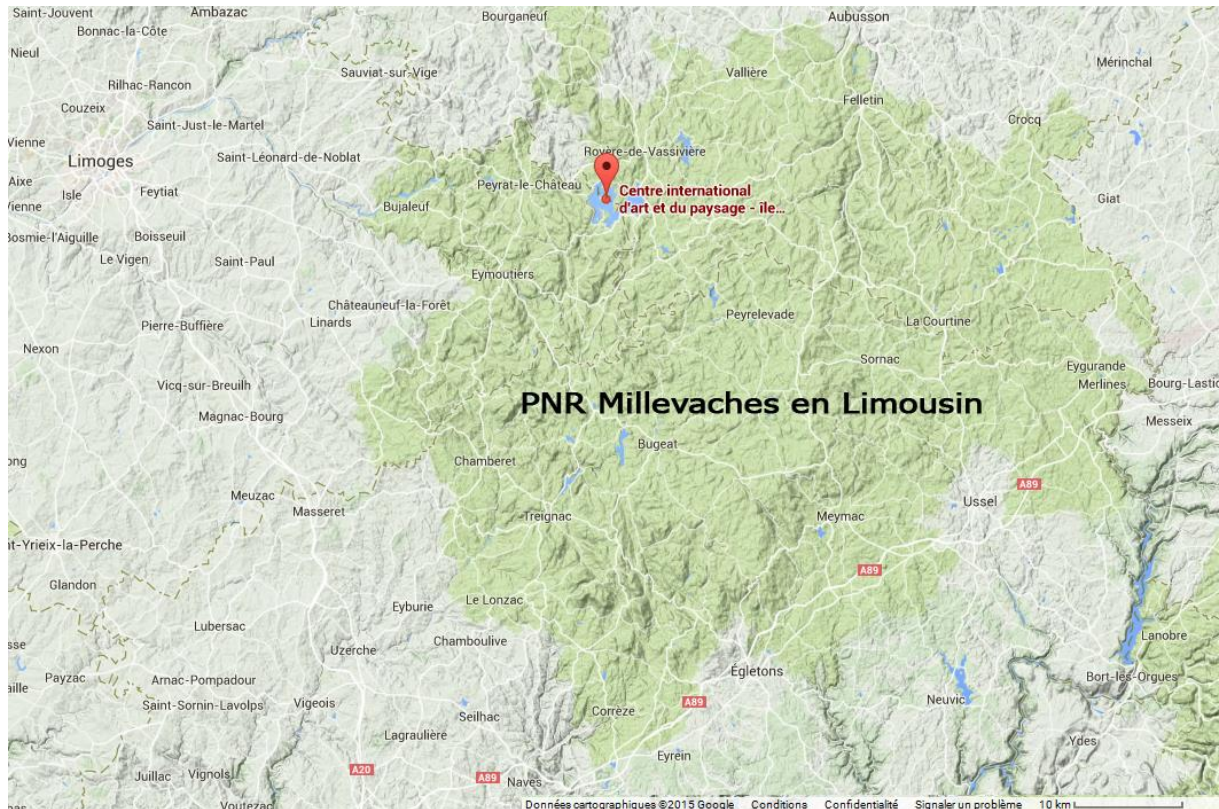 Saint-Jouvent
Ambazac
Bourganeuf
Aubusson
Bonnac-la-Côte
Nieul
Sauviat-sur-Vige
Vallière
Mérinchal
Rilhac-Rancon
Felletin
Couzeix
Crocq
Saint-Just-le-Martel
Vienne
Royère-de-Vassivière
Limoges
Saint-Léonard-de-Noblat
Aixe
Isle
Feytiat
Peyrat-le-Château
Centre international
d'art et du paysage - île...
Vienne
Bujaleuf
Giat
Bosmie-l'Aiguille
Boisseuil
Le Vigen
Saint-Paul
Eymoutiers
Châteauneuf-la-Forêt
Linards
Peyrelevade
La Courtine
Pierre-Buffière
Nexon
Sornac
Eygurande
Merlines
Bourg-Lastic
Vicq-sur-Breuilh
PNR Millevaches en Limousin
Magnac-Bourg
Messeix
Bugeat
Chamberet
A89
Meuzac
Masseret
Ussel
Treignac
Meymac
nt-Yrieix-la-Perche
A89
Glandon
Le Lonzac
Eyburie
Lubersac
Chamboulive
Lanobre
Uzerche
Égletons
Bort-les-Orgues
Payzac
Arnac-Pompadour
Neuvic
Saint-Sornin-Lavolps
Vigeois
A89
Corrèze
Seilhac
Lagraulière
Ydes
Eyrein
A20
Juillac
Vignols
A89
Naves
Voutezac
Données cartographiques ©2015 Google Conditions Confidentialité Signaler un problème 10 km